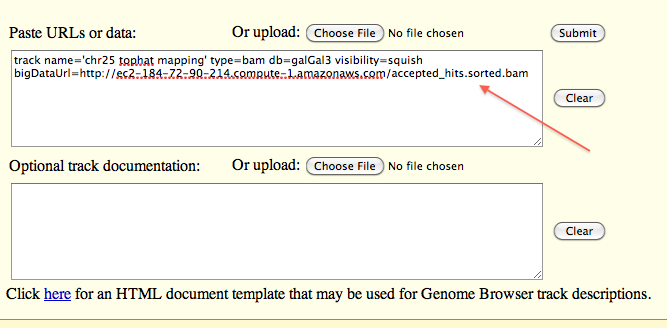 Paste URLs or data: Or upload: Choose File No file chosen Submit
track name='chr25 tophat mapping' type=bam db=galGal3 visibility=squish
bigDataUrl=http://ec2-184-72-90-214.compute-1.amazonaws.com/accepted_hits.sorted.bam
Clear
Optional track documentation: Or upload: Choose File No file chosen
Clear
Click here for an HTML document template that may be used for Genome Browser track descriptions.